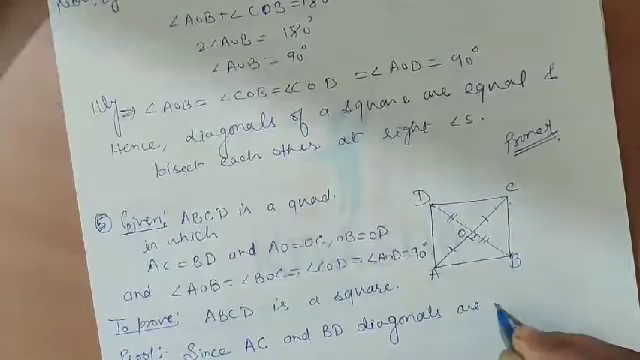 ∠AOB + ∠COB = 180°
2∠AOB = 180°
∠AOB = 90°
Illy ⇒ ∠AOB = ∠COB = ∠COD = ∠AOD = 90°
Hence, diagonals of a square are equal &
bisect each other at right ∠s.
Proved
⑤ Given: ABCD is a quad.
in which
AC = BD and AO = OC, OB = OD
and ∠AOB = ∠BOC = ∠COD = ∠AOD = 90°
To prove: ABCD is a square.
Proof: Since AC and BD diagonals are
D
C
O
A
B